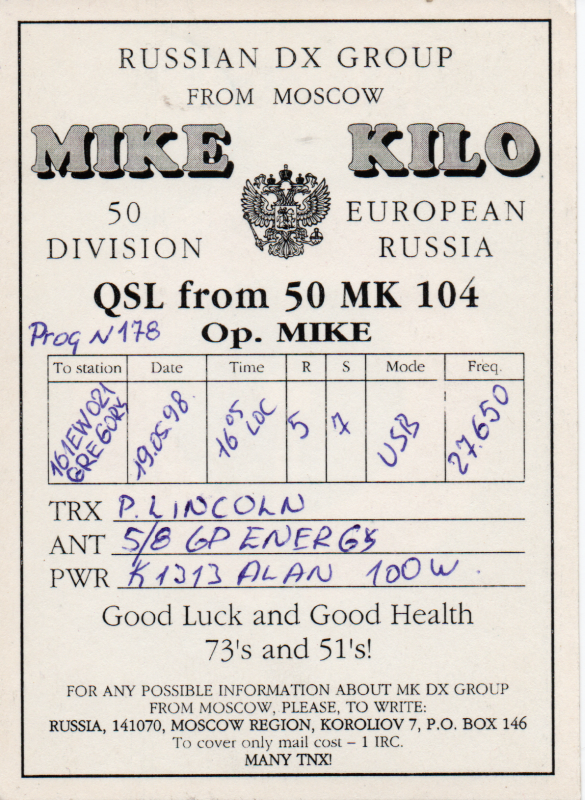 RUSSIAN DX GROUP
FROM MOSCOW
MIKE KILO
50 EUROPEAN
DIVISION RUSSIA
QSL from 50 MK 104
Prog N 178 Op. MIKE
To station Date Time R S Mode Freq.
161EW021 GREGORY 19.05.98. 16 05 LOC 5 7 USB 27.650
TRX P. LINCOLN
ANT 5/8 GP ENERGY
PWR K1313 ALAN 100W.
Good Luck and Good Health
73's and 51's!
FOR ANY POSSIBLE INFORMATION ABOUT MK DX GROUP
FROM MOSCOW, PLEASE, TO WRITE:
RUSSIA, 141070, MOSCOW REGION, KOROLIOV 7, P.O. BOX 146
To cover only mail cost – 1 IRC.
MANY TNX!